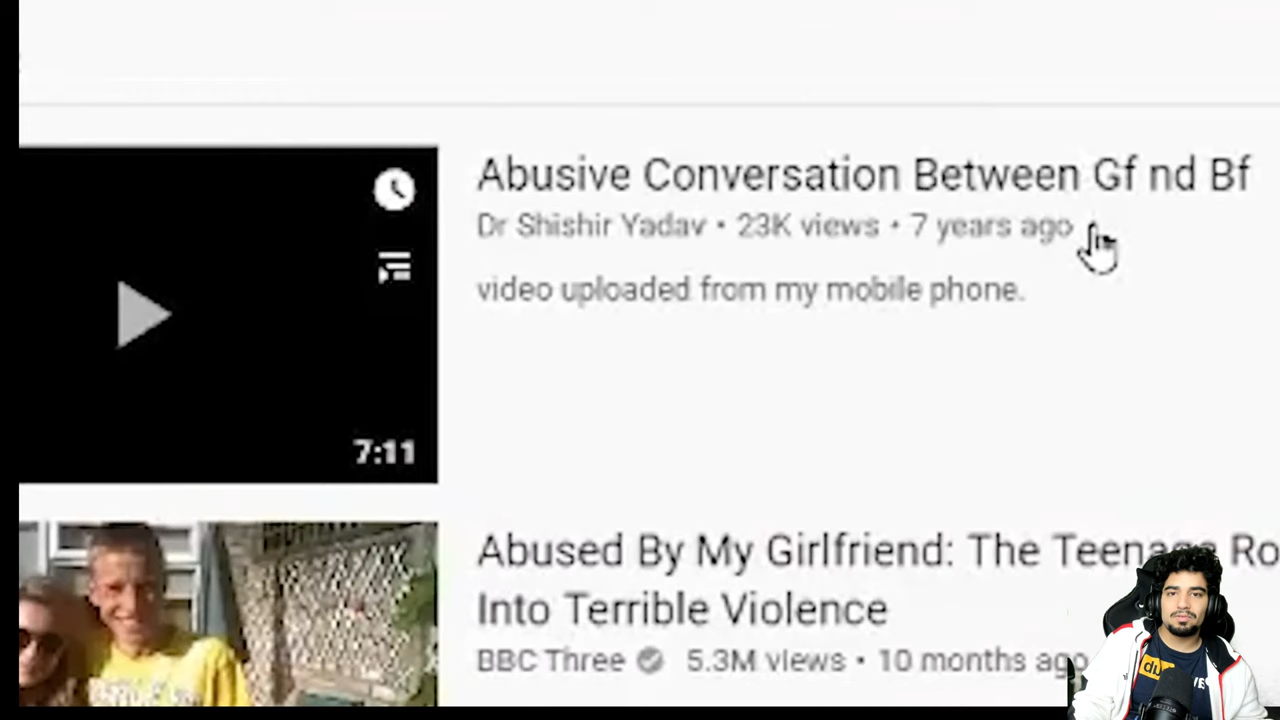 Abusive Conversation Between Gf nd Bf
Dr Shishir Yadav • 23K views • 7 years ago
video uploaded from my mobile phone.
7:11
Abused By My Girlfriend: The Teenage Ro
Into Terrible Violence
BBC Three 5.3M views • 10 months ago
du